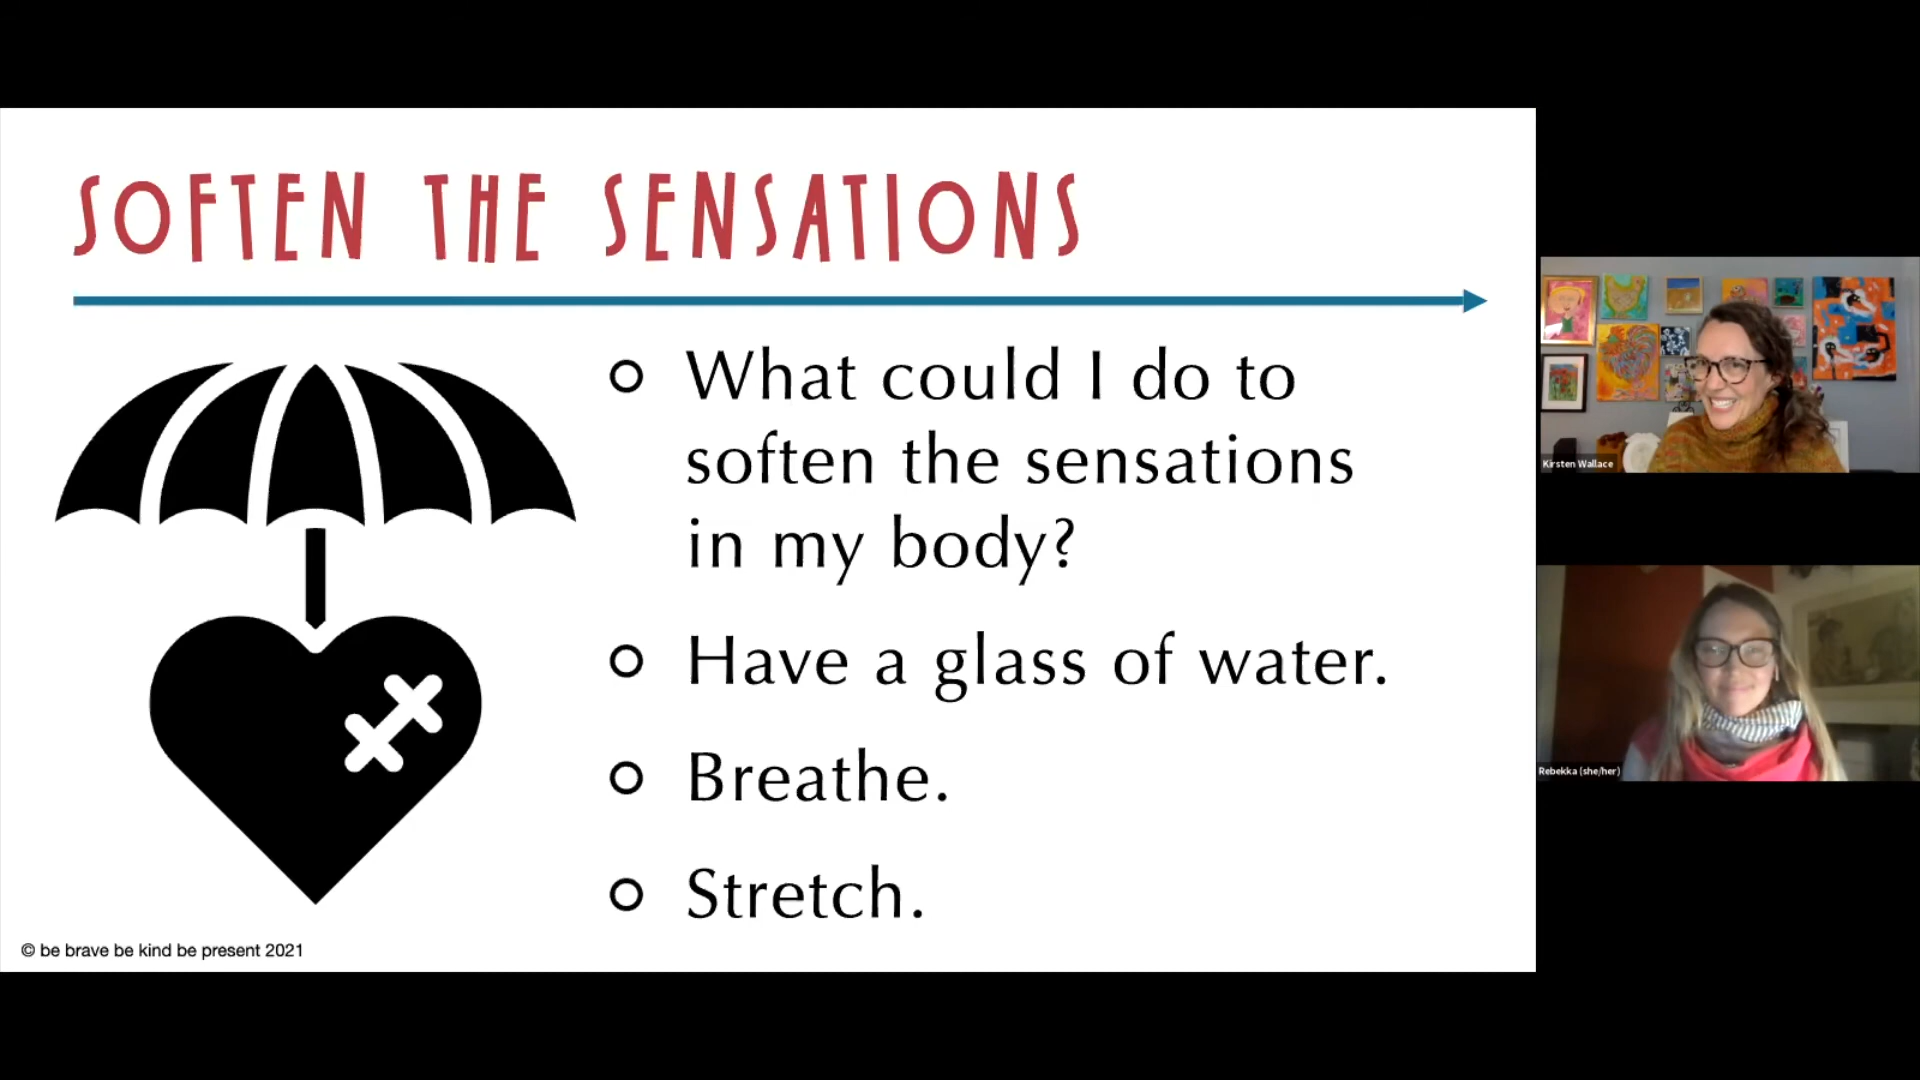 SOFTEN THE SENSATIONS
What could I do to
soften the sensations
in my body?
Have a glass of water.
Breathe.
Stretch.
© be brave be kind be present 2021
Kirsten Wallace
Rebekka (she/her)